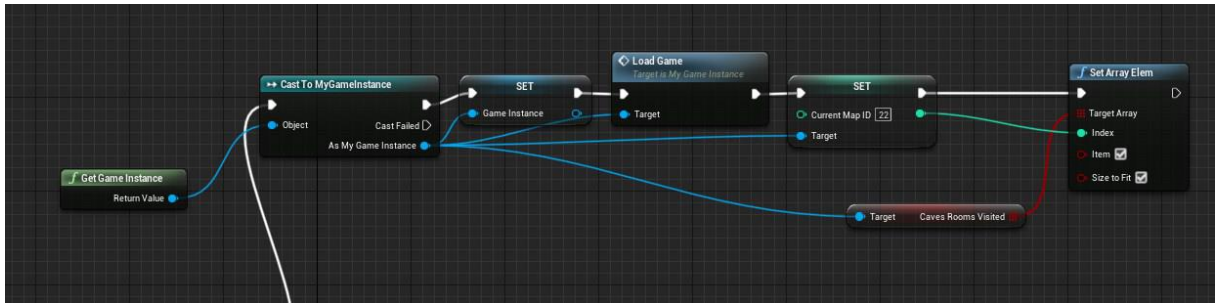 Get Game Instance
Return Value
Cast To MyGameInstance
Object
Cast Failed
As My Game Instance
SET
Game Instance
Load Game
Target is My Game Instance
Target
SET
Current Map ID 22
Target
Target Caves Rooms Visited
Set Array Elem
Target Array
Index
Item
Size to Fit